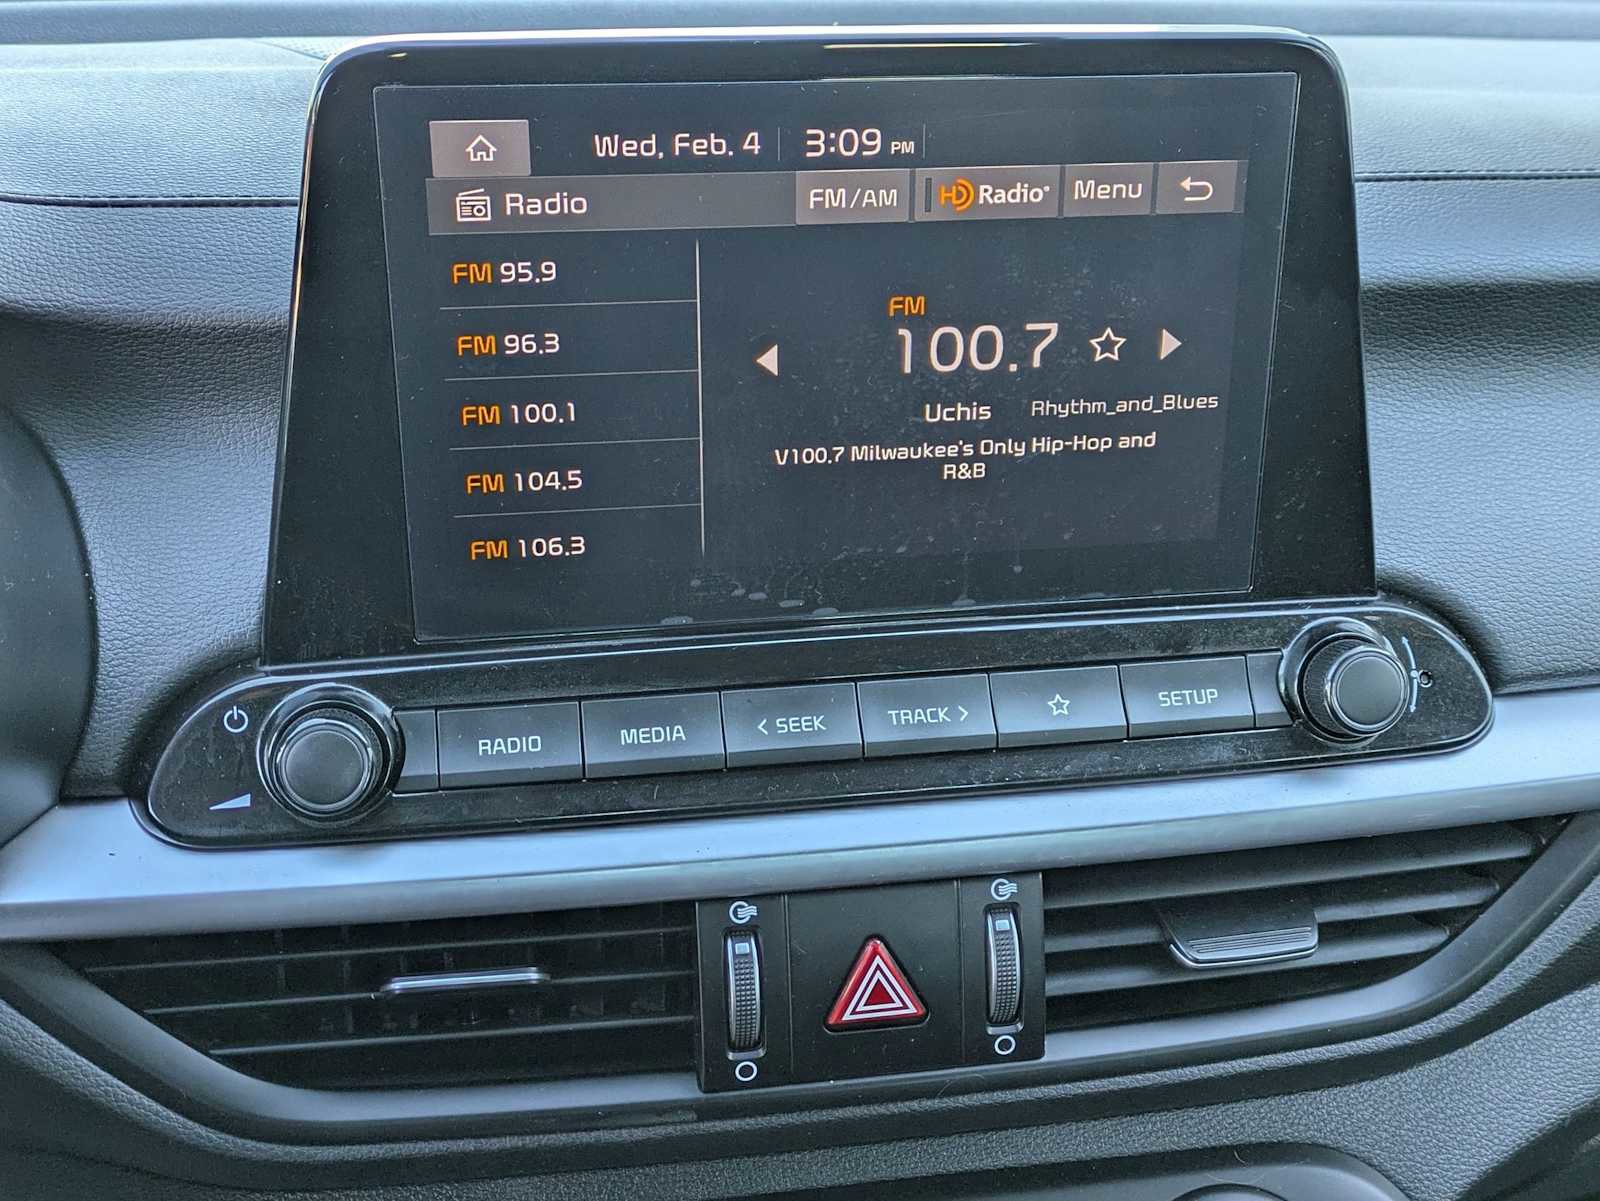 Wed, Feb. 4 3:09 PM
Radio FM/AM HD Radio® Menu
FM 95.9
FM 96.3
FM 100.1
FM 104.5
FM 106.3
FM
100.7
Uchis Rhythm_and_Blues
V100.7 Milwaukee's Only Hip-Hop and
R&B
RADIO MEDIA < SEEK TRACK > SETUP